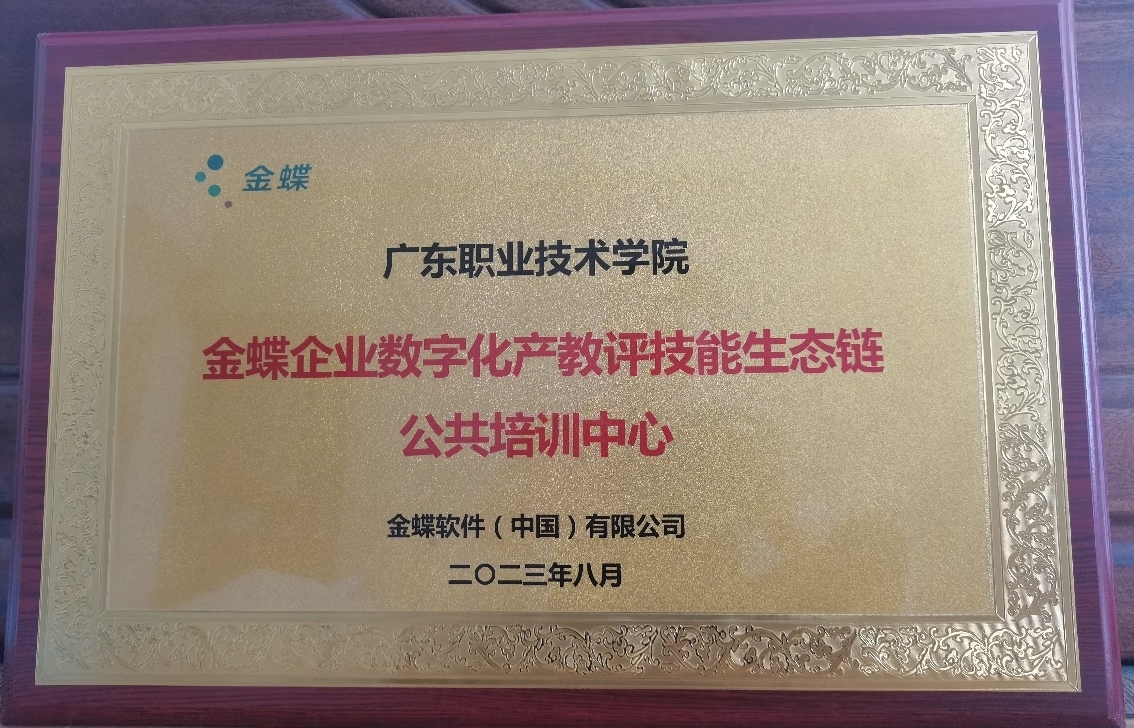 金蝶
广东职业技术学院
金蝶企业数字化产教评技能生态链
公共培训中心
金蝶软件（中国）有限公司
二〇二三年八月